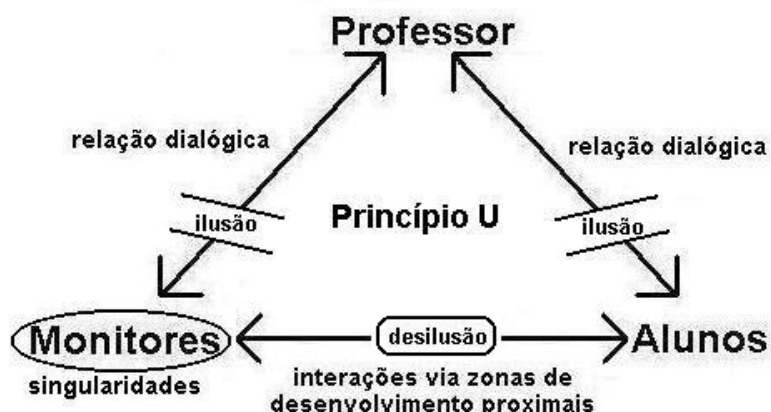 Professor
relação dialógica
relação dialógica
ilusão
Princípio U
ilusão
Monitores
desilusão
Alunos
singularidades
interações via zonas de
desenvolvimento proximais